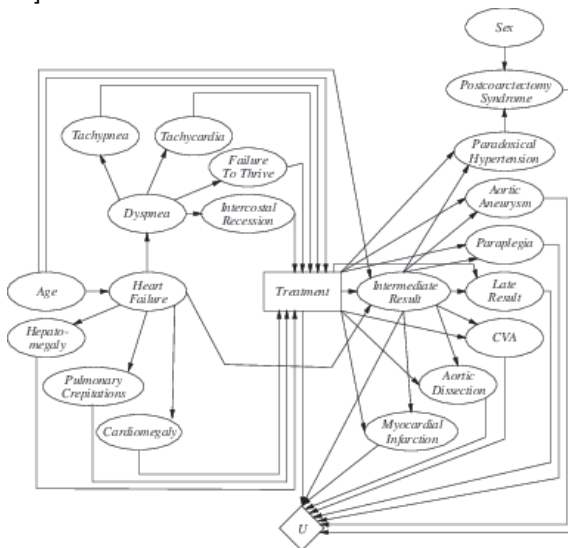 ]
Sex
Postcoarctectomy
Syndrome
Tachypnea
Tachycardia
Paradoxical
Hypertension
Failure
To Thrive
Aortic
Aneurysm
Dyspnea
Intercostal
Recession
Paraplegia
Age
Heart
Failure
Treatment
Intermediate
Result
Late
Result
Hepato-
megaly
CVA
Pulmonary
Crepitations
Aortic
Dissection
Cardiomegaly
Myocardial
Infarction
U